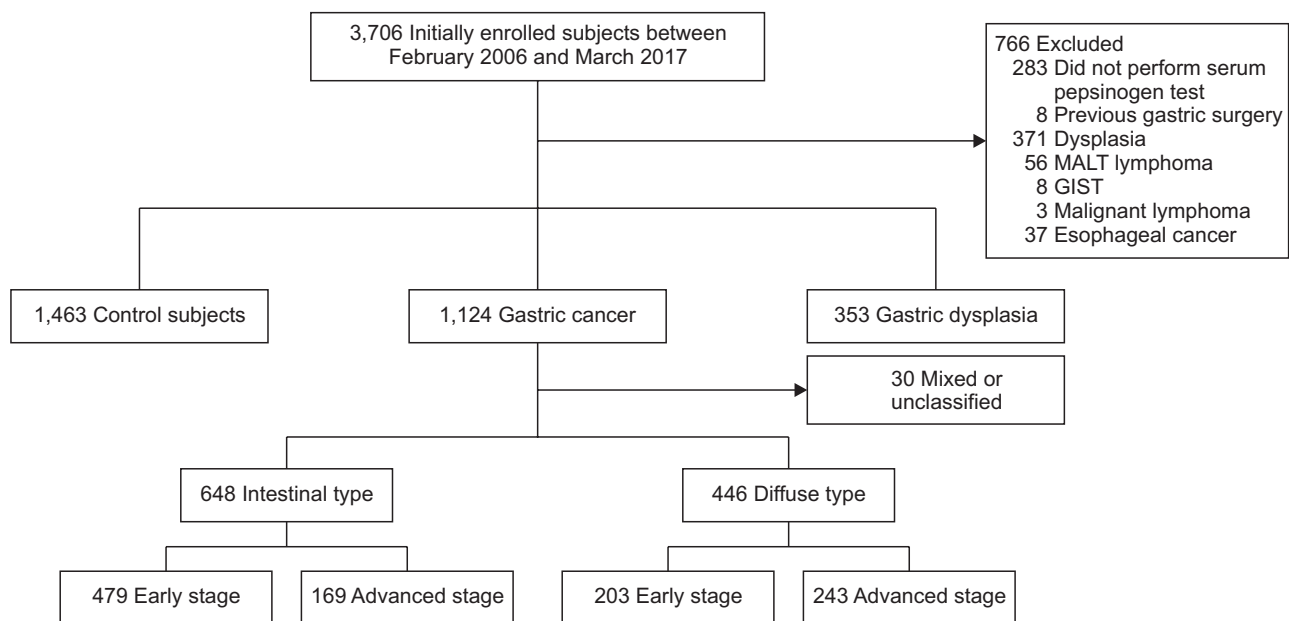 3,706 Initially enrolled subjects between
February 2006 and March 2017
766 Excluded
283 Did not perform serum
pepsinogen test
8 Previous gastric surgery
371 Dysplasia
56 MALT lymphoma
8 GIST
3 Malignant lymphoma
37 Esophageal cancer
1,463 Control subjects
1,124 Gastric cancer
353 Gastric dysplasia
30 Mixed or
unclassified
648 Intestinal type
446 Diffuse type
479 Early stage
169 Advanced stage
203 Early stage
243 Advanced stage